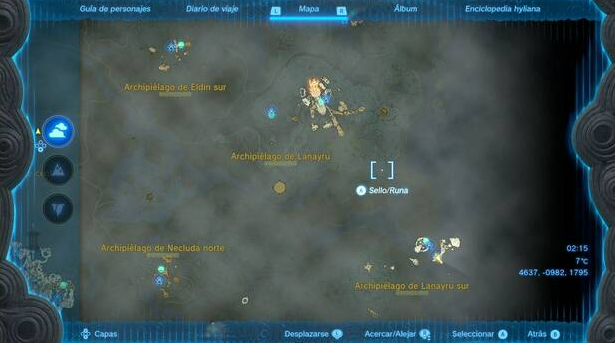 Guía de personajes
Diario de viaje
L
Mapa
R
Álbum
Enciclopedia hyliana
Archipiélago de Eldin sur
Archipiélago de Lanayru
A Sello/Runa
Archipiélago de Necluda norte
02:15
7°C
4637, -0982, 1795
Archipiélago de Lanayru sur
Capas
Desplazarse L
Acercar/Alejar R
Seleccionar A
Atrás B